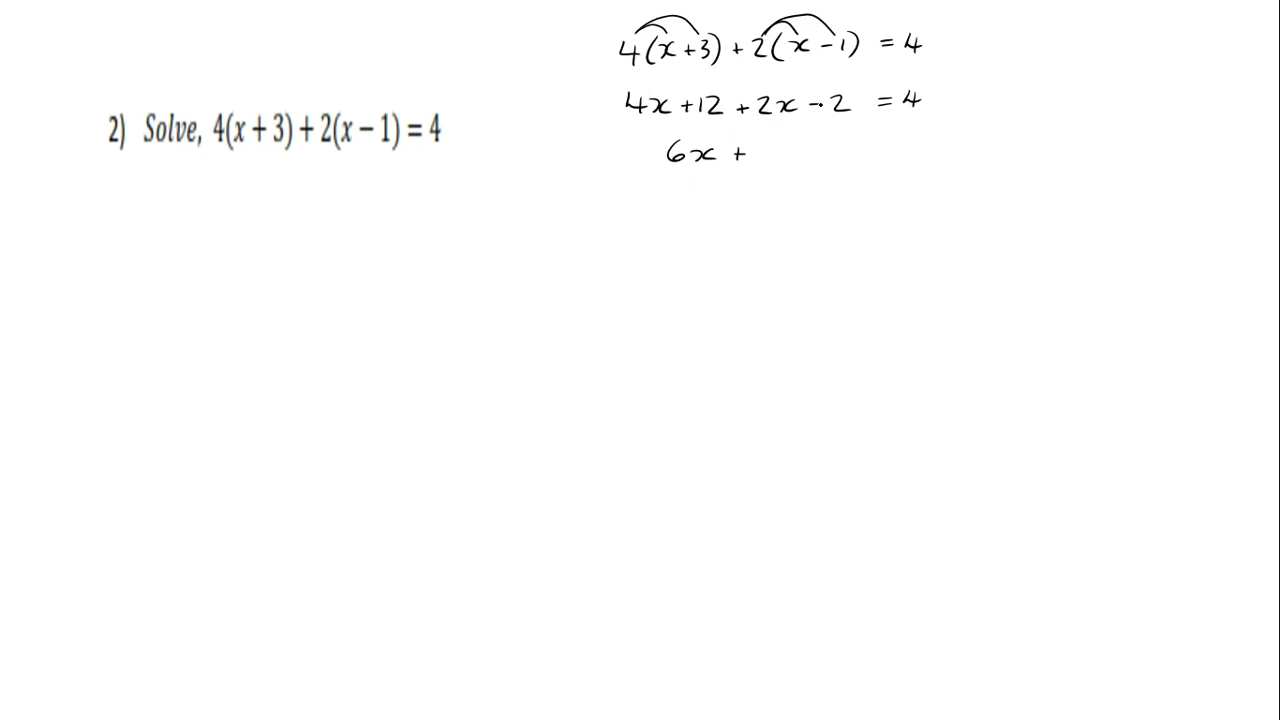 2) Solve, 4(x + 3) + 2(x − 1) = 4
4(x + 3) + 2(x − 1) = 4
4x + 12 + 2x − 2 = 4
6x +